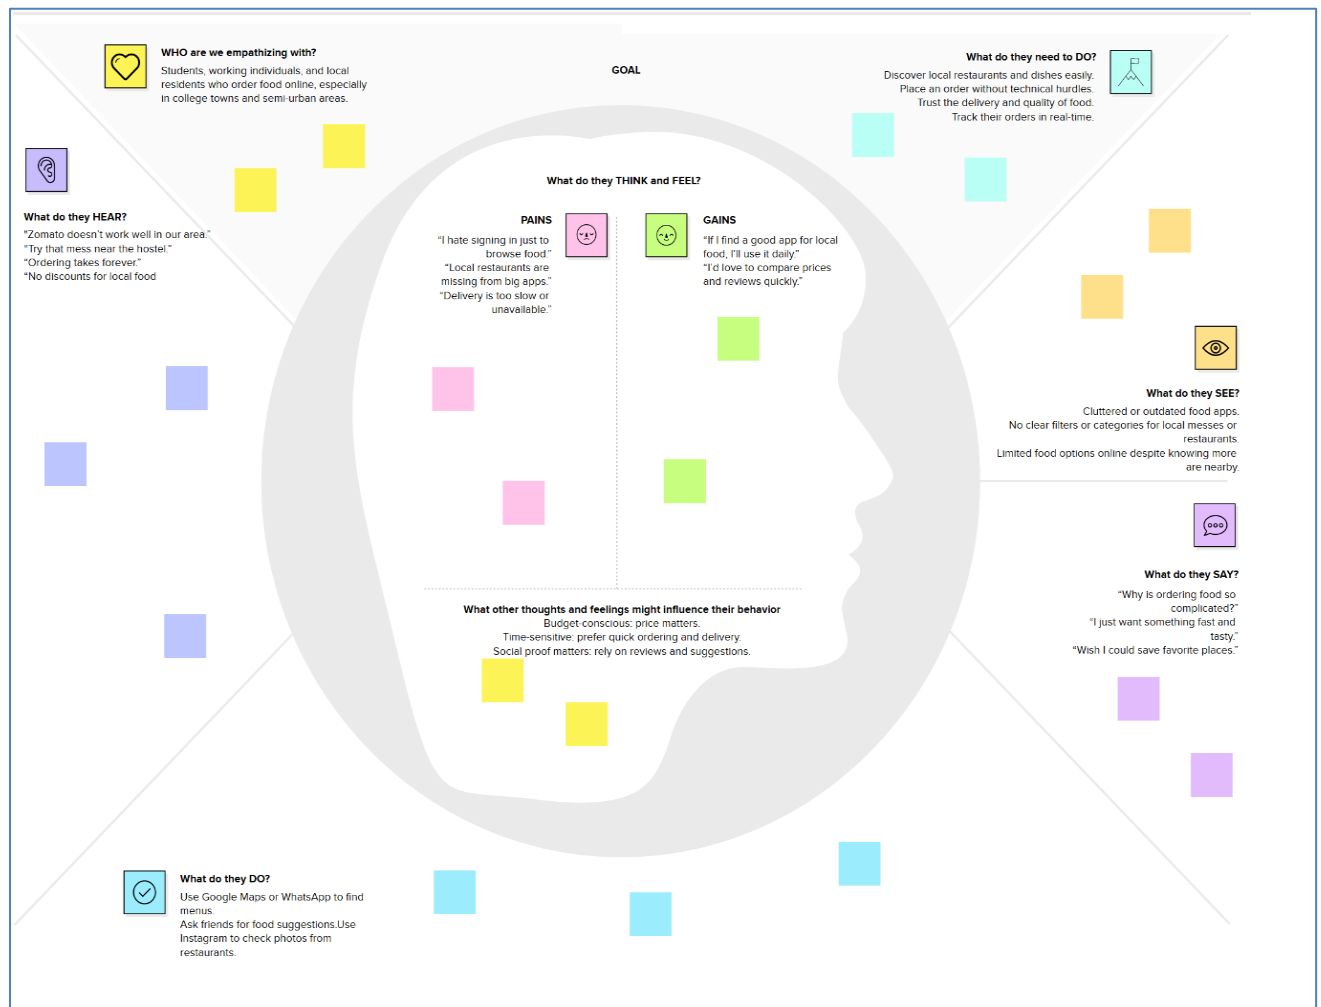 WHO are we empathizing with?
Students, working individuals, and local
residents who order food online, especially
in college towns and semi-urban areas.
GOAL
What do they need to DO?
Discover local restaurants and dishes easily.
Place an order without technical hurdles.
Trust the delivery and quality of food.
Track their orders in real-time.
What do they HEAR?
"Zomato doesn't work well in our area."
"Try that mess near the hostel."
"Ordering takes forever."
"No discounts for local food
What do they THINK and FEEL?
PAINS
"I hate signing in just to
browse food."
"Local restaurants are
missing from big apps."
"Delivery is too slow or
unavailable."
GAINS
"If I find a good app for local
food, I'll use it daily."
"I'd love to compare prices
and reviews quickly."
What do they SEE?
Cluttered or outdated food apps.
No clear filters or categories for local messes or
restaurants.
Limited food options online despite knowing more
are nearby.
What do they SAY?
"Why is ordering food so
complicated?"
"I just want something fast and
tasty."
"Wish I could save favorite places."
What other thoughts and feelings might influence their behavior
Budget-conscious: price matters.
Time-sensitive: prefer quick ordering and delivery.
Social proof matters: rely on reviews and suggestions.
What do they DO?
Use Google Maps or WhatsApp to find
menus.
Ask friends for food suggestions.Use
Instagram to check photos from
restaurants.